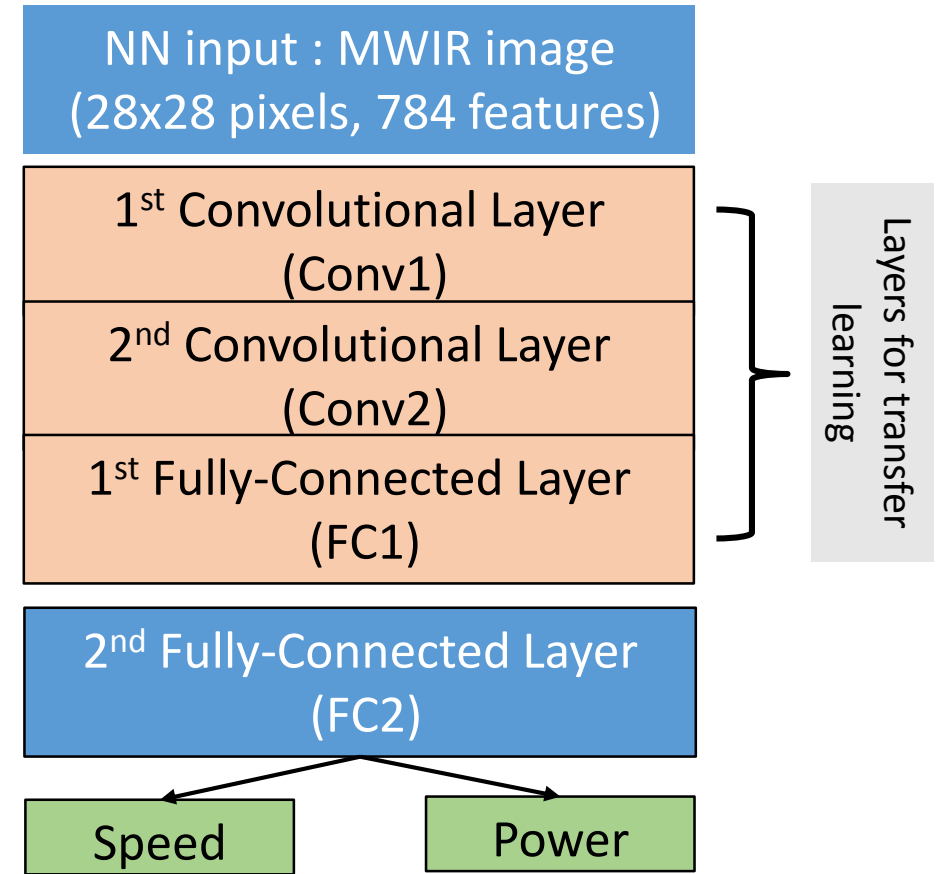 NN input : MWIR image
(28x28 pixels, 784 features)
1st Convolutional Layer
(Conv1)
2nd Convolutional Layer
(Conv2)
1st Fully-Connected Layer
(FC1)
Layers for transfer
learning
2nd Fully-Connected Layer
(FC2)
Speed
Power